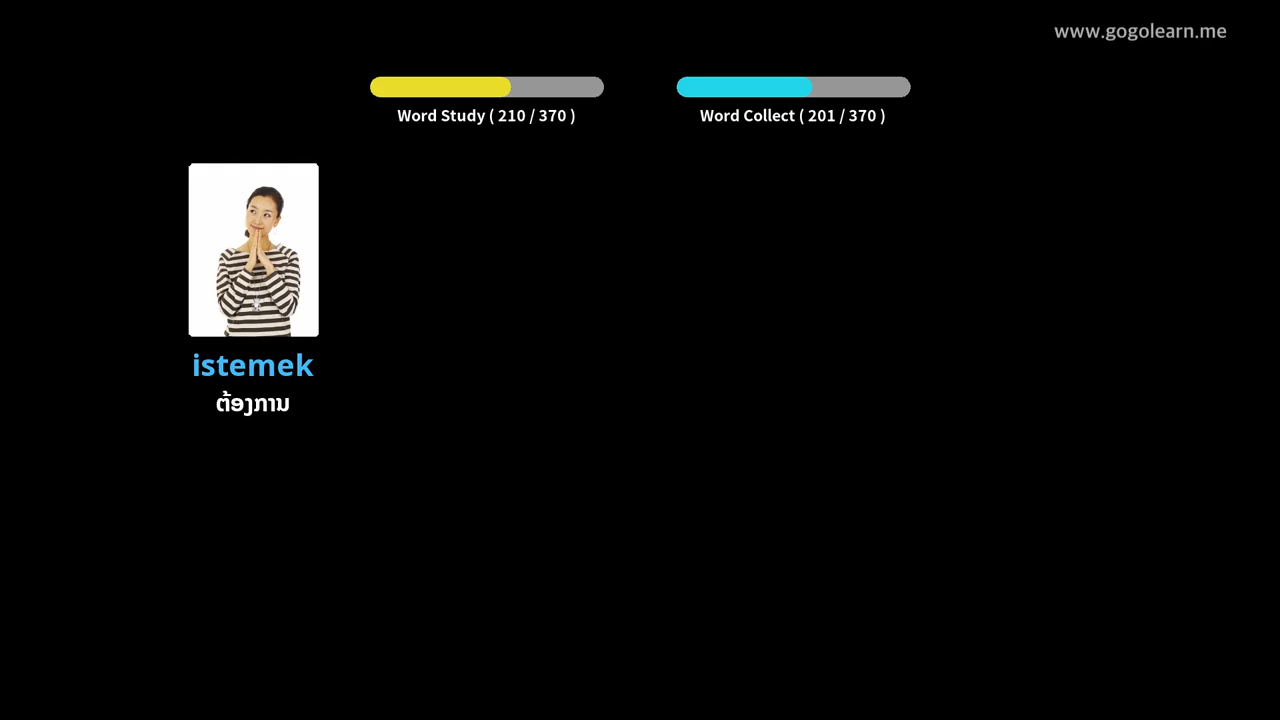 www.gogolearn.me
Word Study ( 210 / 370 )
Word Collect ( 201 / 370 )
istemek
ຕ້ອງການ